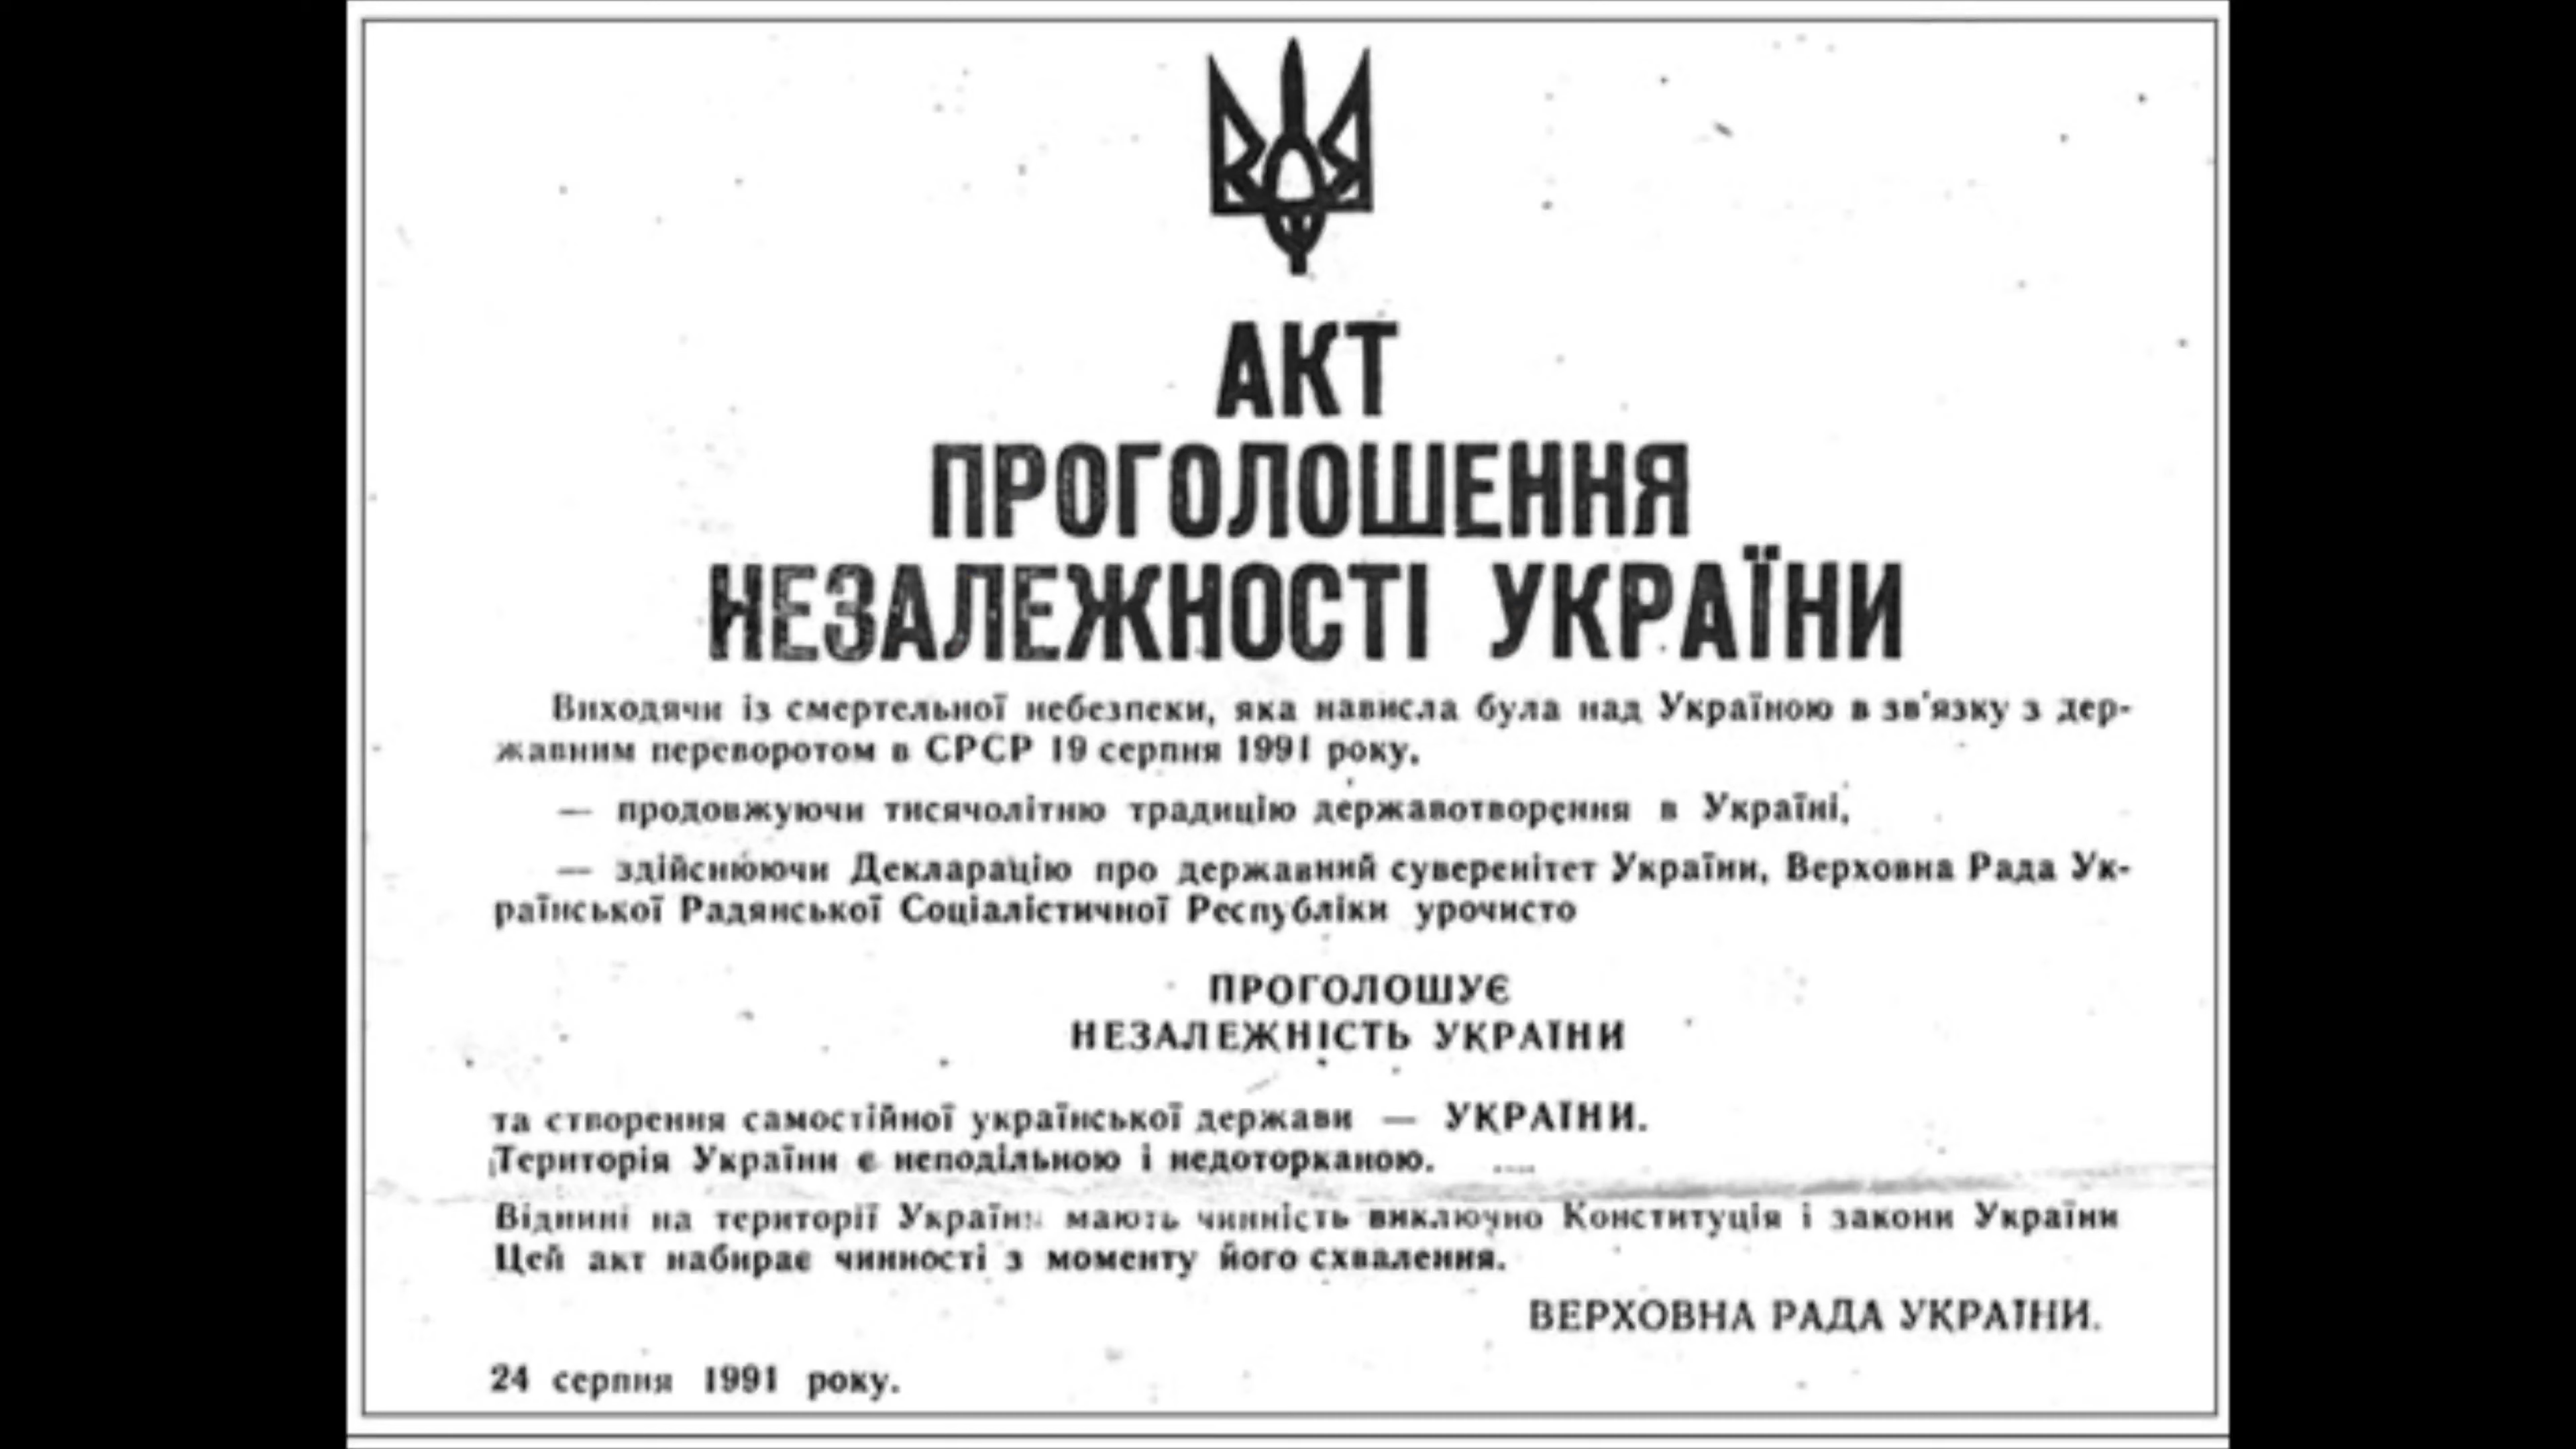 АКТ
ПРОГОЛОШЕННЯ
НЕЗАЛЕЖНОСТІ УКРАЇНИ
Виходячи із смертельної небезпеки, яка нависла була над Україною в зв'язку з дер-
жавним переворотом в СРСР 19 серпня 1991 року,
— продовжуючи тисячолітню традицію державотворення в Україні,
— здійснюючи Декларацію про державний суверенітет України, Верховна Рада Ук-
раїнської Радянської Соціалістичної Республіки урочисто
ПРОГОЛОШУЄ
НЕЗАЛЕЖНІСТЬ УКРАЇНИ
та створення самостійної української держави — УКРАЇНИ.
Територія України є неподільною і недоторканою.
Віднині на території України мають чинність виключно Конституція і закони України
Цей акт набирає чинності з моменту його схвалення.
ВЕРХОВНА РАДА УКРАЇНИ.
24 серпня 1991 року.